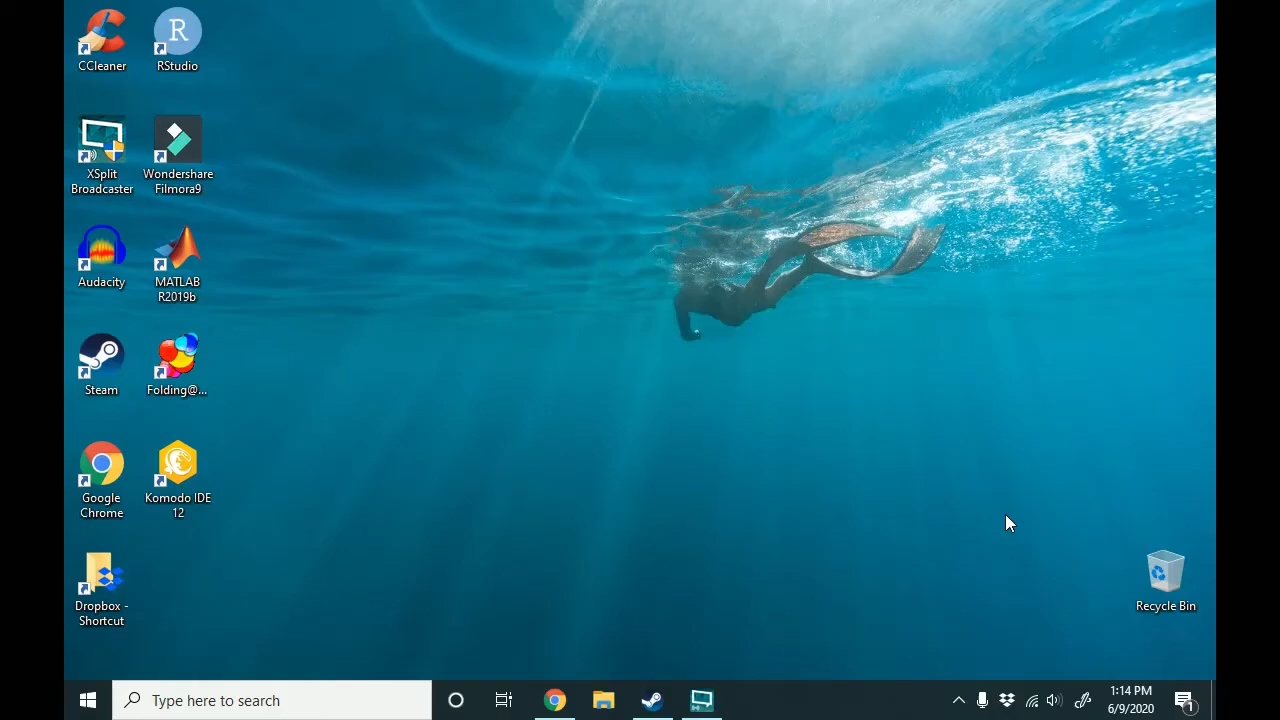 CCleaner
RStudio
R
XSplit
Broadcaster
Wondershare
Filmora9
Audacity
MATLAB
R2019b
Steam
Folding@...
Google
Chrome
Komodo IDE
12
Dropbox -
Shortcut
Recycle Bin
Type here to search
1:14 PM
6/9/2020
1